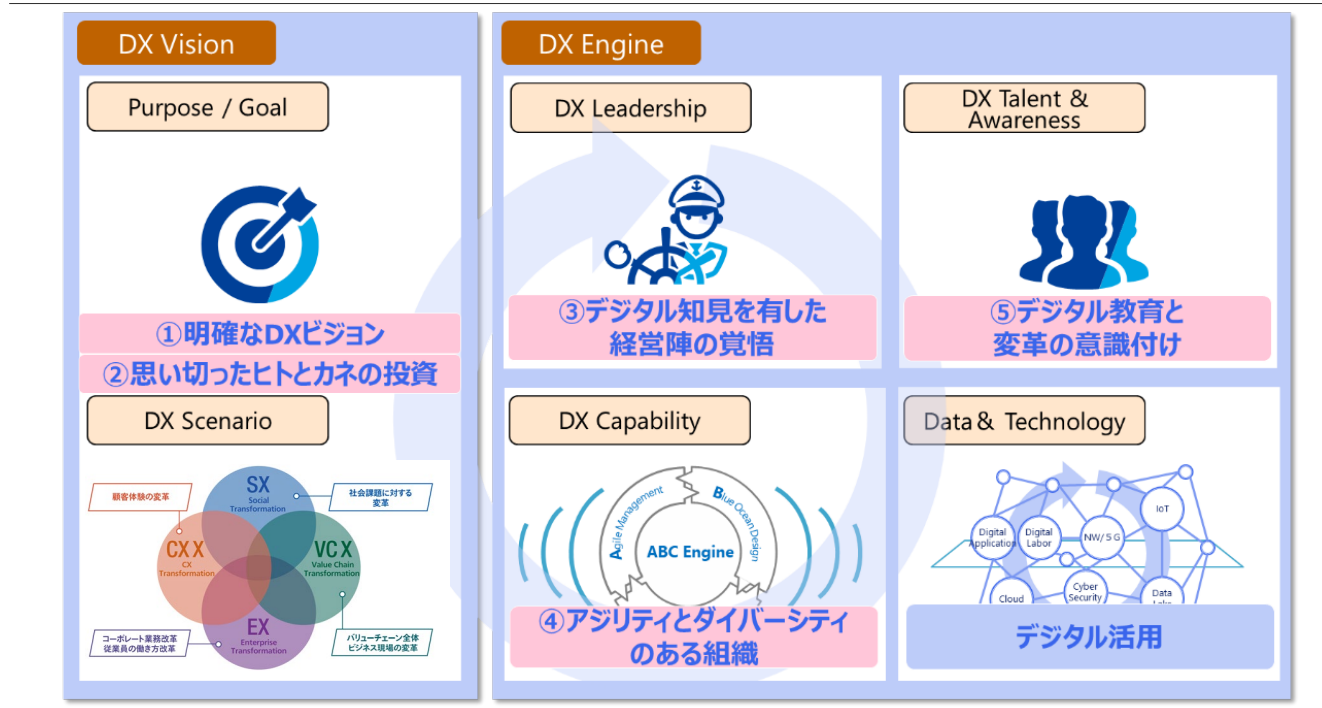 DX Vision
Purpose / Goal
①明確なDXビジョン
②思い切ったヒトとカネの投資
DX Scenario
SX
Social
Transformation
顧客体験の変革
社会課題に対する
変革
CX X
CX
Transformation
VC X
Value Chain
Transformation
EX
Enterprise
Transformation
コーポレート業務改革
従業員の働き方改革
バリューチェーン全体
ビジネス現場の変革
DX Engine
DX Leadership
③デジタル知見を有した
経営陣の覚悟
DX Talent &
Awareness
⑤デジタル教育と
変革の意識付け
DX Capability
Agile Management
Blue Ocean Design
ABC Engine
④アジリティとダイバーシティ
のある組織
Data & Technology
IoT
Digital
Application
Digital
Labor
NW/5G
Cloud
Cyber
Security
Data
デジタル活用